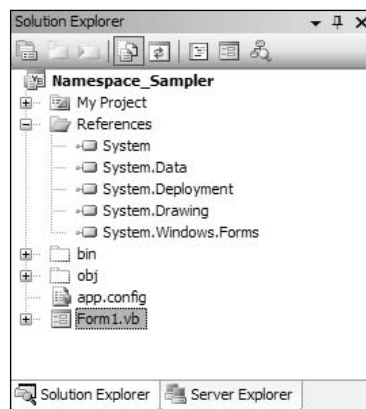 Solution Explorer
Namespace_Sampler
My Project
References
System
System.Data
System.Deployment
System.Drawing
System.Windows.Forms
bin
obj
app.config
Form1.vb
Solution Explorer Server Explorer